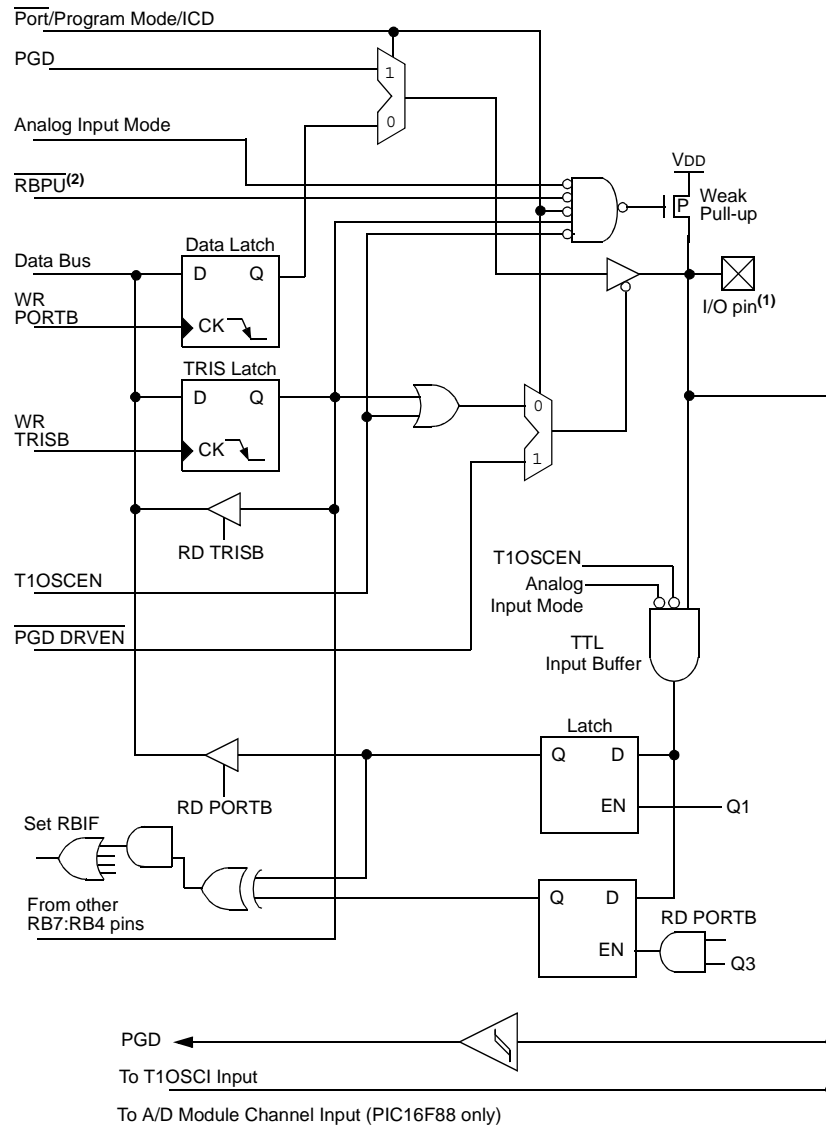 Port/Program Mode/ICD
PGD
1
0
Analog Input Mode
RBPU(2)
VDD
P
Weak
Pull-up
Data Latch
Data Bus
D Q
CK
WR
PORTB
I/O pin(1)
TRIS Latch
D Q
CK
WR
TRISB
0
1
RD TRISB
T1OSCEN
T1OSCEN
Analog
Input Mode
PGD DRVEN
TTL
Input Buffer
Latch
Q D
EN
Q1
RD PORTB
Set RBIF
Q D
EN
RD PORTB
Q3
From other
RB7:RB4 pins
PGD
To T1OSCI Input
To A/D Module Channel Input (PIC16F88 only)